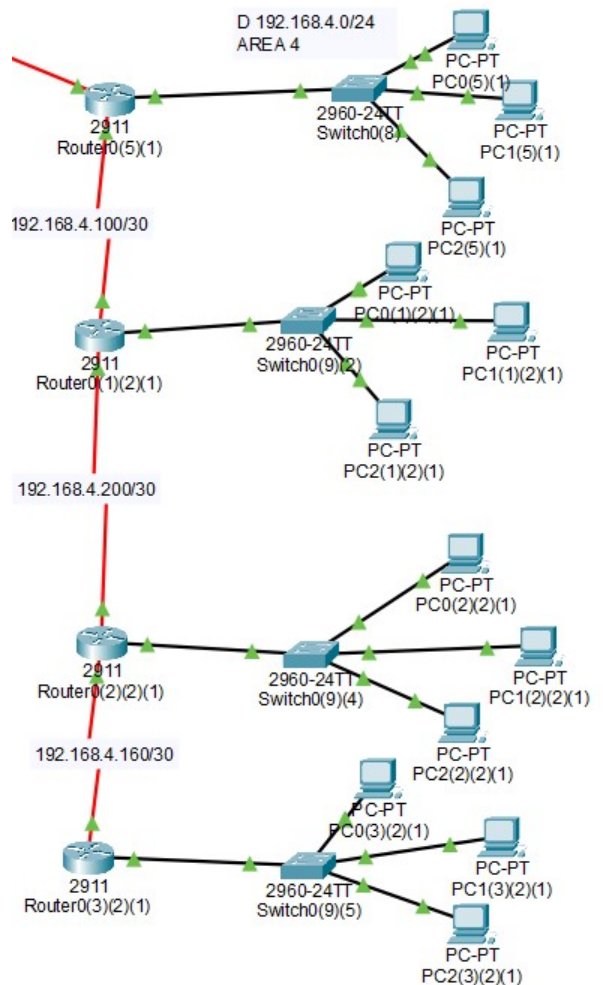 D 192.168.4.0/24
AREA 4
PC-PT
PC0(5)(1)
2960-24TT
Switch0(8)
PC-PT
PC1(5)(1)
2911
Router0(5)(1)
PC-PT
PC2(5)(1)
192.168.4.100/30
PC-PT
PC0(1)(2)(1)
2960-24TT
Switch0(9)(2)
PC-PT
PC1(1)(2)(1)
2911
Router0(1)(2)(1)
PC-PT
PC2(1)(2)(1)
192.168.4.200/30
PC-PT
PC0(2)(2)(1)
2911
Router0(2)(2)(1)
2960-24TT
Switch0(9)(4)
PC-PT
PC1(2)(2)(1)
192.168.4.160/30
PC-PT
PC2(2)(2)(1)
PC-PT
PC0(3)(2)(1)
2911
Router0(3)(2)(1)
2960-24TT
Switch0(9)(5)
PC-PT
PC1(3)(2)(1)
PC-PT
PC2(3)(2)(1)